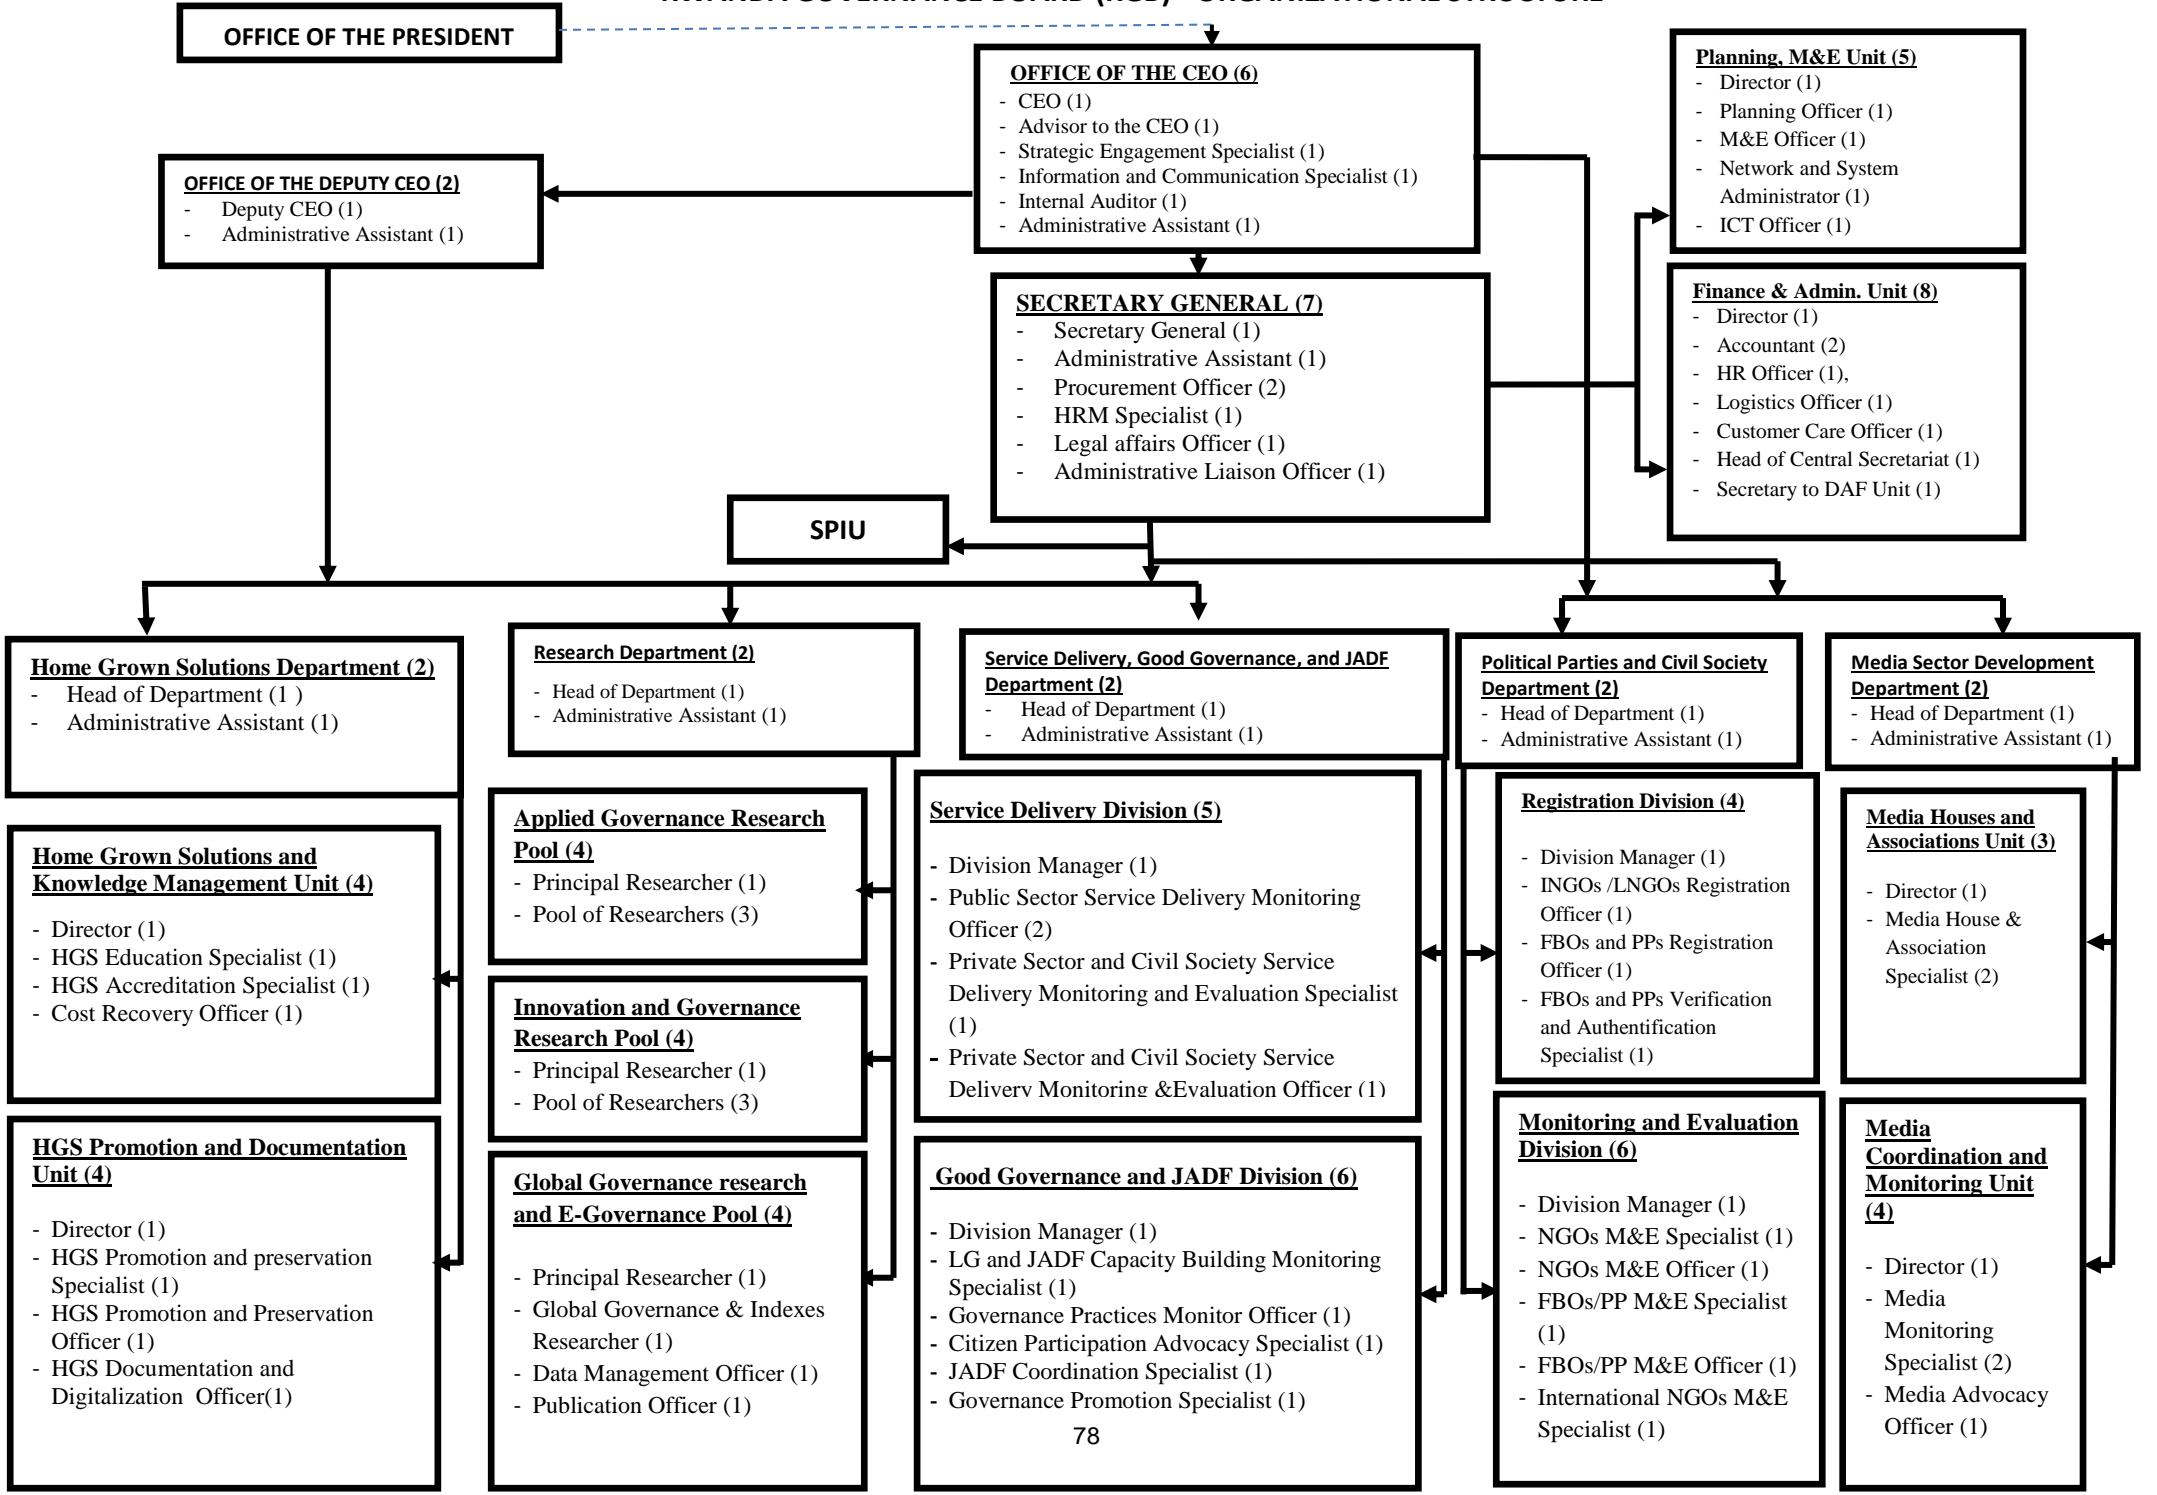 RWANDA GOVERNANCE BOARD (RGB) - ORGANIZATIONAL STRUCTURE
OFFICE OF THE PRESIDENT
OFFICE OF THE CEO (6)
- CEO (1)
- Advisor to the CEO (1)
- Strategic Engagement Specialist (1)
- Information and Communication Specialist (1)
- Internal Auditor (1)
- Administrative Assistant (1)
Planning, M&E Unit (5)
- Director (1)
- Planning Officer (1)
- M&E Officer (1)
- Network and System
Administrator (1)
- ICT Officer (1)
OFFICE OF THE DEPUTY CEO (2)
- Deputy CEO (1)
- Administrative Assistant (1)
SECRETARY GENERAL (7)
- Secretary General (1)
- Administrative Assistant (1)
- Procurement Officer (2)
- HRM Specialist (1)
- Legal affairs Officer (1)
- Administrative Liaison Officer (1)
Finance & Admin. Unit (8)
- Director (1)
- Accountant (2)
- HR Officer (1),
- Logistics Officer (1)
- Customer Care Officer (1)
- Head of Central Secretariat (1)
- Secretary to DAF Unit (1)
SPIU
Home Grown Solutions Department (2)
- Head of Department (1 )
- Administrative Assistant (1)
Research Department (2)
- Head of Department (1)
- Administrative Assistant (1)
Service Delivery, Good Governance, and JADF
Department (2)
- Head of Department (1)
- Administrative Assistant (1)
Political Parties and Civil Society
Department (2)
- Head of Department (1)
- Administrative Assistant (1)
Media Sector Development
Department (2)
- Head of Department (1)
- Administrative Assistant (1)
Home Grown Solutions and
Knowledge Management Unit (4)
- Director (1)
- HGS Education Specialist (1)
- HGS Accreditation Specialist (1)
- Cost Recovery Officer (1)
HGS Promotion and Documentation
Unit (4)
- Director (1)
- HGS Promotion and preservation
Specialist (1)
- HGS Promotion and Preservation
Officer (1)
- HGS Documentation and
Digitalization Officer(1)
Applied Governance Research
Pool (4)
- Principal Researcher (1)
- Pool of Researchers (3)
Innovation and Governance
Research Pool (4)
- Principal Researcher (1)
- Pool of Researchers (3)
Global Governance research
and E-Governance Pool (4)
- Principal Researcher (1)
- Global Governance & Indexes
Researcher (1)
- Data Management Officer (1)
- Publication Officer (1)
Service Delivery Division (5)
- Division Manager (1)
- Public Sector Service Delivery Monitoring
Officer (2)
- Private Sector and Civil Society Service
Delivery Monitoring and Evaluation Specialist
(1)
- Private Sector and Civil Society Service
Delivery Monitoring &Evaluation Officer (1)
Good Governance and JADF Division (6)
- Division Manager (1)
- LG and JADF Capacity Building Monitoring
Specialist (1)
- Governance Practices Monitor Officer (1)
- Citizen Participation Advocacy Specialist (1)
- JADF Coordination Specialist (1)
- Governance Promotion Specialist (1)
78
Registration Division (4)
- Division Manager (1)
- INGOs /LNGOs Registration
Officer (1)
- FBOs and PPs Registration
Officer (1)
- FBOs and PPs Verification
and Authentification
Specialist (1)
Monitoring and Evaluation
Division (6)
- Division Manager (1)
- NGOs M&E Specialist (1)
- NGOs M&E Officer (1)
- FBOs/PP M&E Specialist
(1)
- FBOs/PP M&E Officer (1)
- International NGOs M&E
Specialist (1)
Media Houses and
Associations Unit (3)
- Director (1)
- Media House &
Association
Specialist (2)
Media
Coordination and
Monitoring Unit
(4)
- Director (1)
- Media
Monitoring
Specialist (2)
- Media Advocacy
Officer (1)